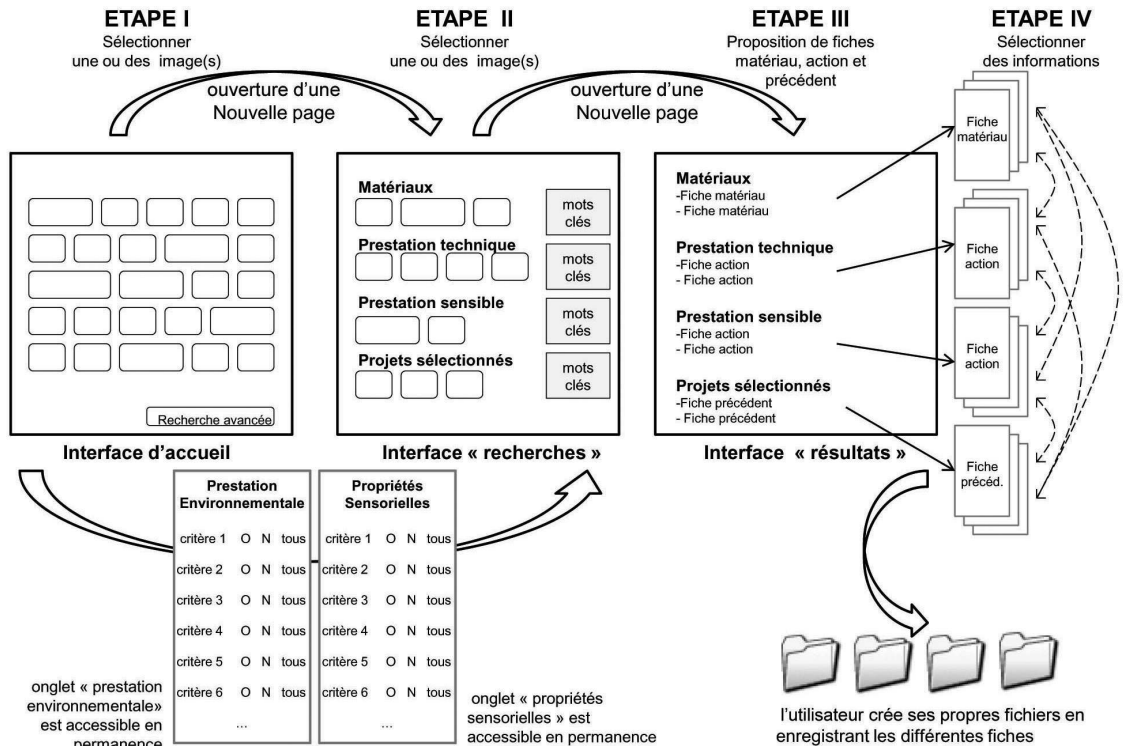 ETAPE I
Sélectionner
une ou des image(s)
ETAPE II
Sélectionner
une ou des image(s)
ETAPE III
Proposition de fiches
matériau, action et
précédent
ETAPE IV
Sélectionner
des informations
ouverture d'une
Nouvelle page
ouverture d'une
Nouvelle page
Recherche avancée
Interface d'accueil
Matériaux
mots
clés
Prestation technique
mots
clés
Prestation sensible
mots
clés
Projets sélectionnés
mots
clés
Interface « recherches »
Matériaux
-Fiche matériau
- Fiche matériau
Prestation technique
-Fiche action
- Fiche action
Prestation sensible
-Fiche action
- Fiche action
Projets sélectionnés
-Fiche précédent
- Fiche précédent
Interface « résultats »
Fiche
matériau
Fiche
action
Fiche
action
Fiche
précéd.
Prestation
Environnementale
critère 1 O N tous
critère 2 O N tous
critère 3 O N tous
critère 4 O N tous
critère 5 O N tous
critère 6 O N tous
...
Propriétés
Sensorielles
critère 1 O N tous
critère 2 O N tous
critère 3 O N tous
critère 4 O N tous
critère 5 O N tous
critère 6 O N tous
...
onglet « prestation
environnementale»
est accessible en
permanence
onglet « propriétés
sensorielles » est
accessible en permanence
l'utilisateur crée ses propres fichiers en
enregistrant les différentes fiches